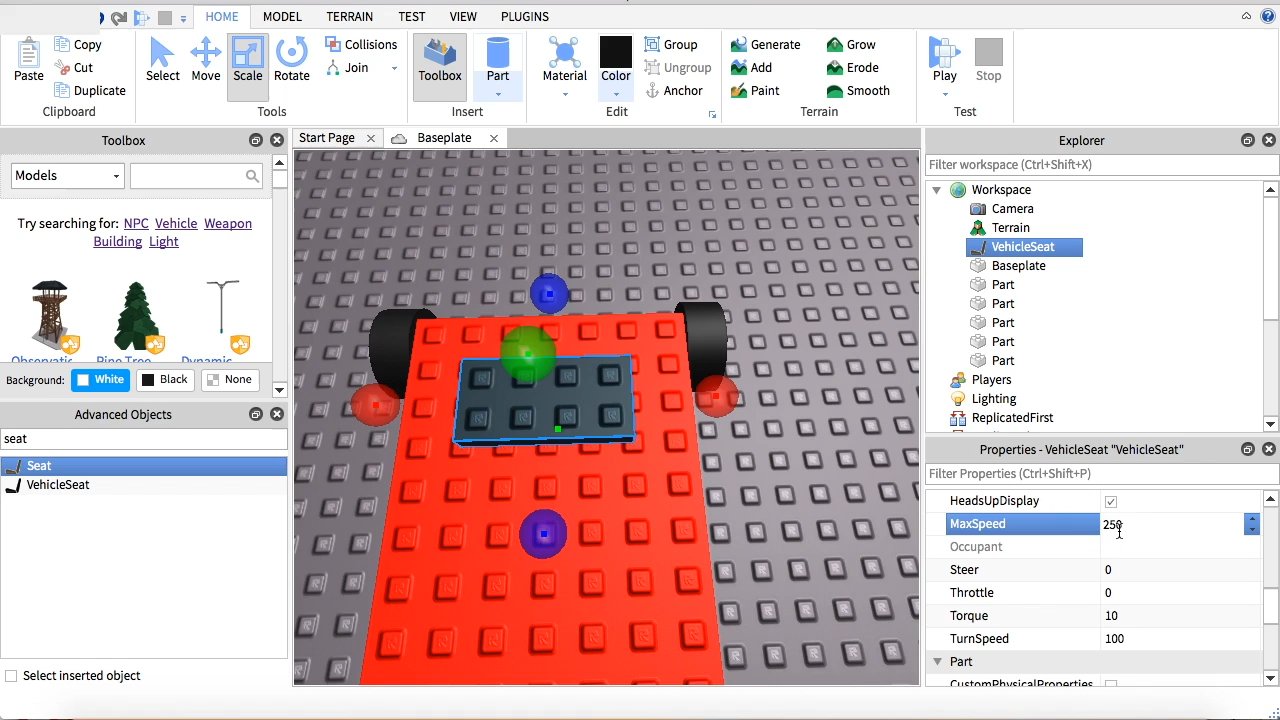 HOME MODEL TERRAIN TEST VIEW PLUGINS
Copy
Cut
Duplicate
Paste
Clipboard
Select Move Scale Rotate
Collisions
Join
Tools
Toolbox Part
Insert
Material Color
Group
Ungroup
Anchor
Edit
Generate Grow
Add Erode
Paint Smooth
Terrain
Play Stop
Test
Toolbox
Models
Try searching for: NPC Vehicle Weapon
Building Light
Observatic... Pine Tree Dynamic
Background: White Black None
Advanced Objects
seat
Seat
VehicleSeat
Select inserted object
Start Page Baseplate
Explorer
Filter workspace (Ctrl+Shift+X)
Workspace
Camera
Terrain
VehicleSeat
Baseplate
Part
Part
Part
Part
Part
Players
Lighting
ReplicatedFirst
Properties - VehicleSeat "VehicleSeat"
Filter Properties (Ctrl+Shift+P)
HeadsUpDisplay
MaxSpeed 250
Occupant
Steer 0
Throttle 0
Torque 10
TurnSpeed 100
Part
CustomPhysicalProperties